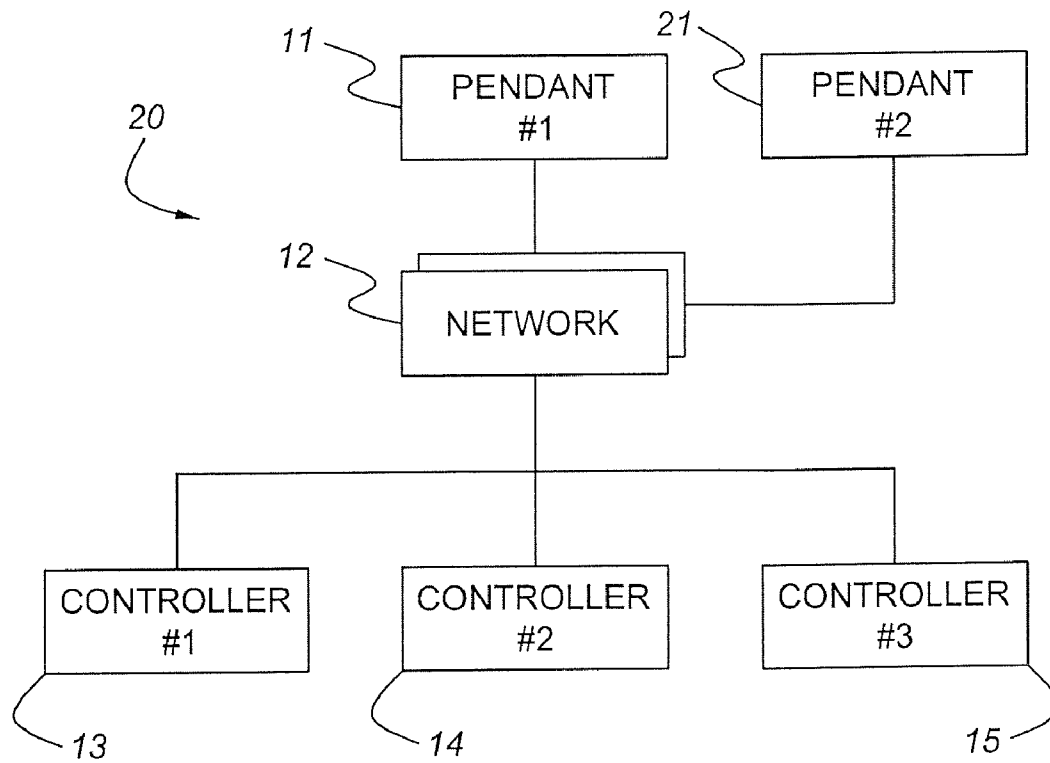 11
21
PENDANT
#1
PENDANT
#2
20
12
NETWORK
CONTROLLER
#1
CONTROLLER
#2
CONTROLLER
#3
13
14
15